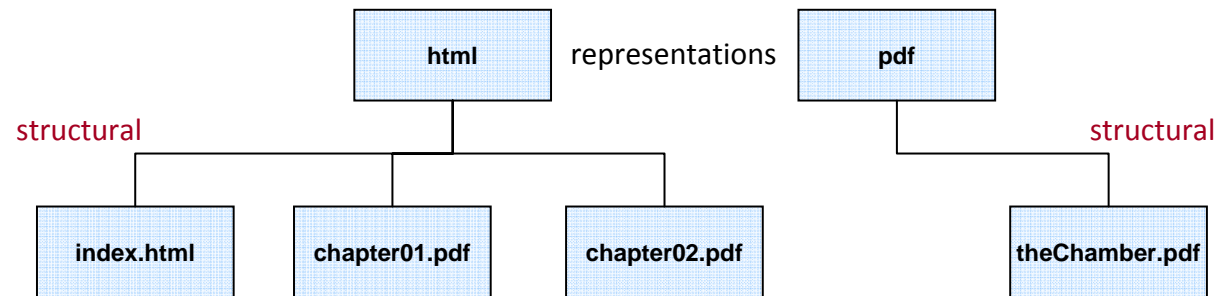 html representations pdf
structural structural
index.html chapter01.pdf chapter02.pdf theChamber.pdf